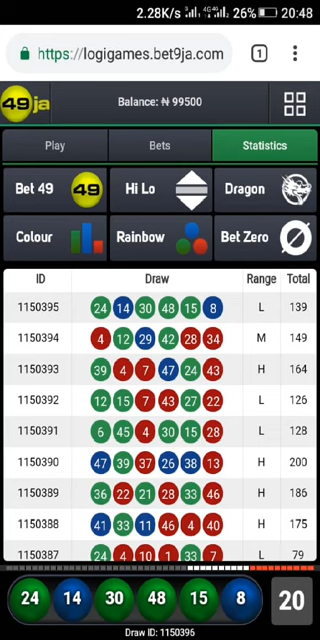 2.28K/s 4G 4G 26% 20:48
https://logigames.bet9ja.com 1
49ja Balance: ₦ 99500
Play Bets Statistics
Bet 49 49 Hi Lo Dragon
Colour Rainbow Bet Zero
ID Draw Range Total
1150395 24 14 30 48 15 8 L 139
1150394 4 12 29 42 28 34 M 149
1150393 39 4 7 47 24 43 H 164
1150392 12 15 7 43 27 22 L 126
1150391 6 45 4 30 15 28 L 128
1150390 47 39 37 26 38 13 H 200
1150389 36 22 21 28 33 46 H 186
1150388 41 33 11 46 4 40 H 175
1150387 24 4 10 1 33 7 L 79
24 14 30 48 15 8 20
Draw ID: 1150396